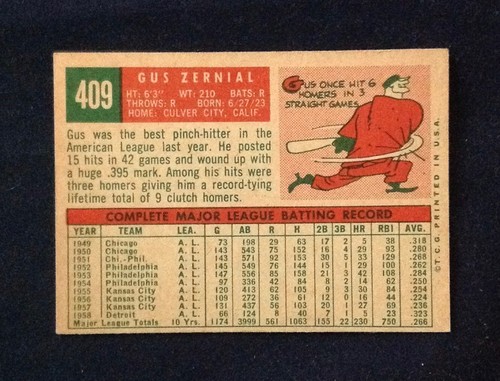 409
GUS ZERNIAL
HT: 6'3" WT: 210 BATS: R
THROWS: R BORN: 6/27/23
HOME: CULVER CITY, CALIF.
GUS ONCE HIT 6
HOMERS IN 3
STRAIGHT GAMES.
Gus was the best pinch-hitter in the
American League last year. He posted
15 hits in 42 games and wound up with
a huge .395 mark. Among his hits were
three homers giving him a record-tying
lifetime total of 9 clutch homers.
COMPLETE MAJOR LEAGUE BATTING RECORD
YEAR TEAM LEA. G AB R H 2B 3B HR RBI AVG.
1949 Chicago A. L. 73 198 29 63 17 2 5 38 .318
1950 Chicago A. L. 143 543 75 152 16 4 29 93 .280
1951 Chi.-Phil. A. L. 143 571 92 153 30 5 33 129 .268
1952 Philadelphia A. L. 145 549 76 144 15 1 29 100 .262
1953 Philadelphia A. L. 147 556 85 158 21 3 42 108 .284
1954 Philadelphia A. L. 97 336 42 84 8 2 14 62 .250
1955 Kansas City A. L. 120 413 62 105 9 3 30 84 .254
1956 Kansas City A. L. 109 272 36 61 12 0 16 44 .224
1957 Kansas City A. L. 131 437 56 103 20 1 27 69 .236
1958 Detroit A. L. 66 124 8 40 7 1 5 23 .323
Major League Totals 10 Yrs. 1174 3999 561 1063 155 22 230 750 .266
© T. C. G. PRINTED IN U.S.A.